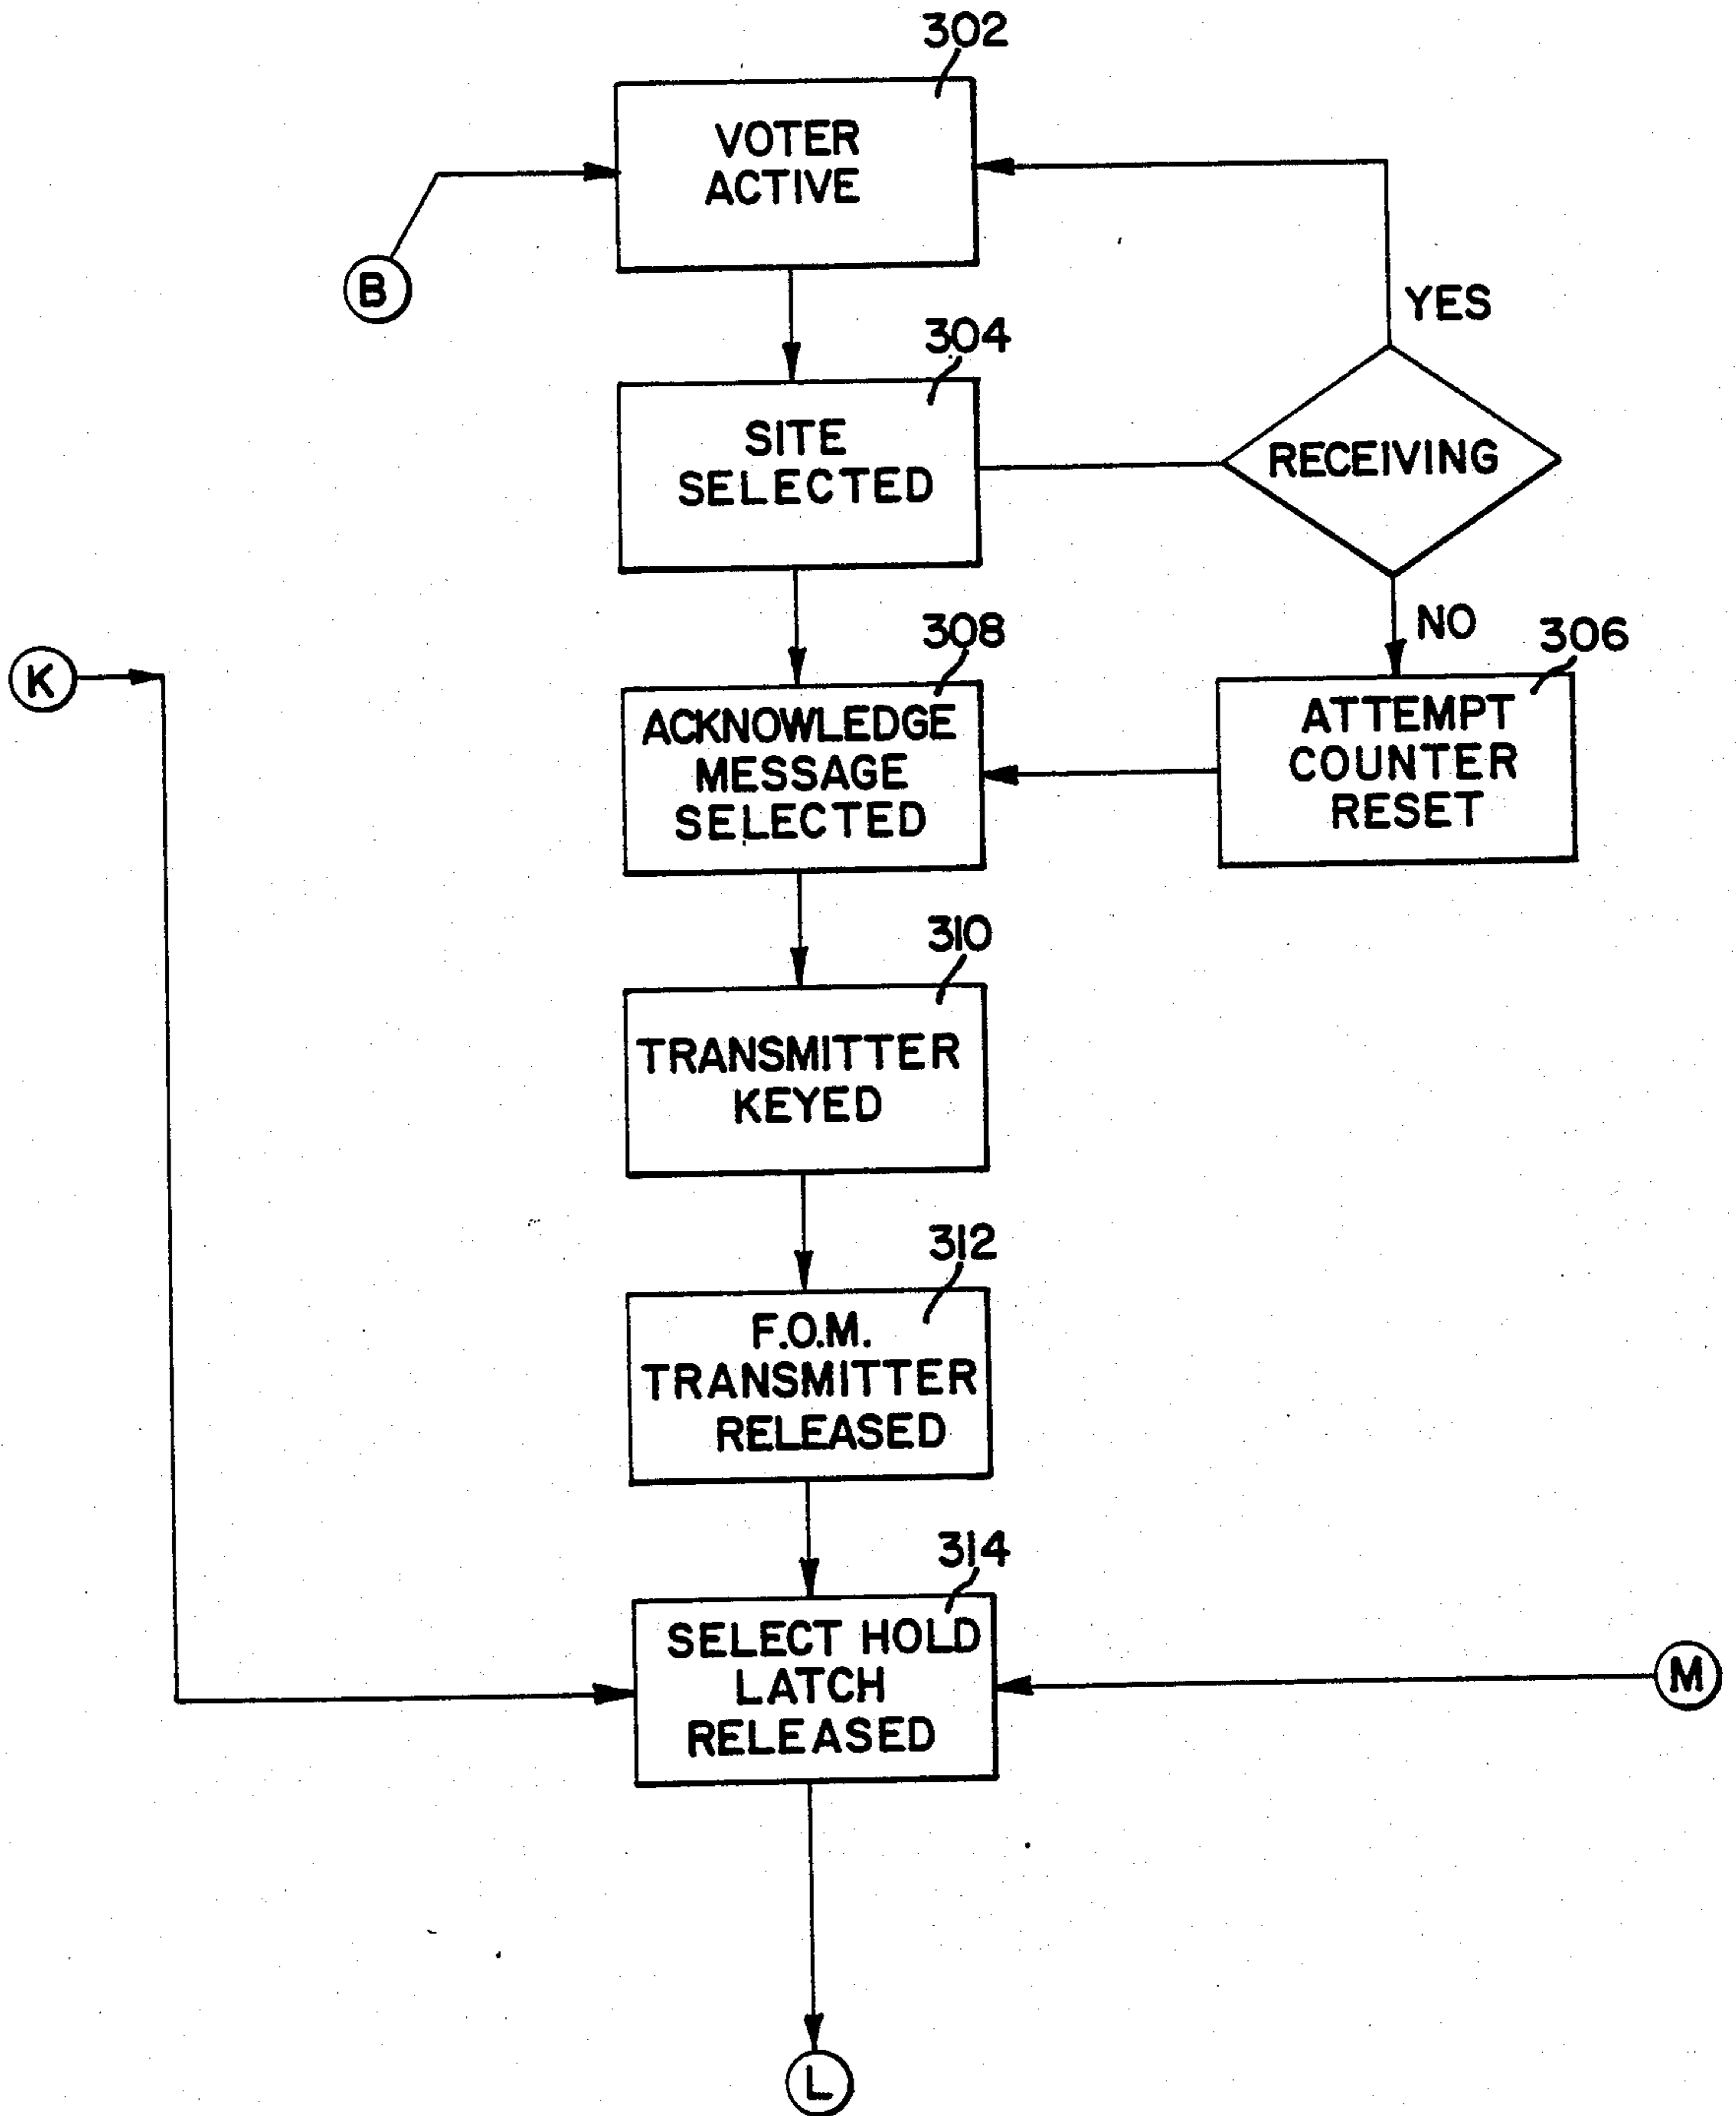 302
VOTER
ACTIVE
B
YES
304
SITE
SELECTED
RECEIVING
NO
306
308
K
ACKNOWLEDGE
MESSAGE
SELECTED
ATTEMPT
COUNTER
RESET
310
TRANSMITTER
KEYED
312
F.O.M.
TRANSMITTER
RELEASED
314
SELECT HOLD
LATCH
RELEASED
M
L